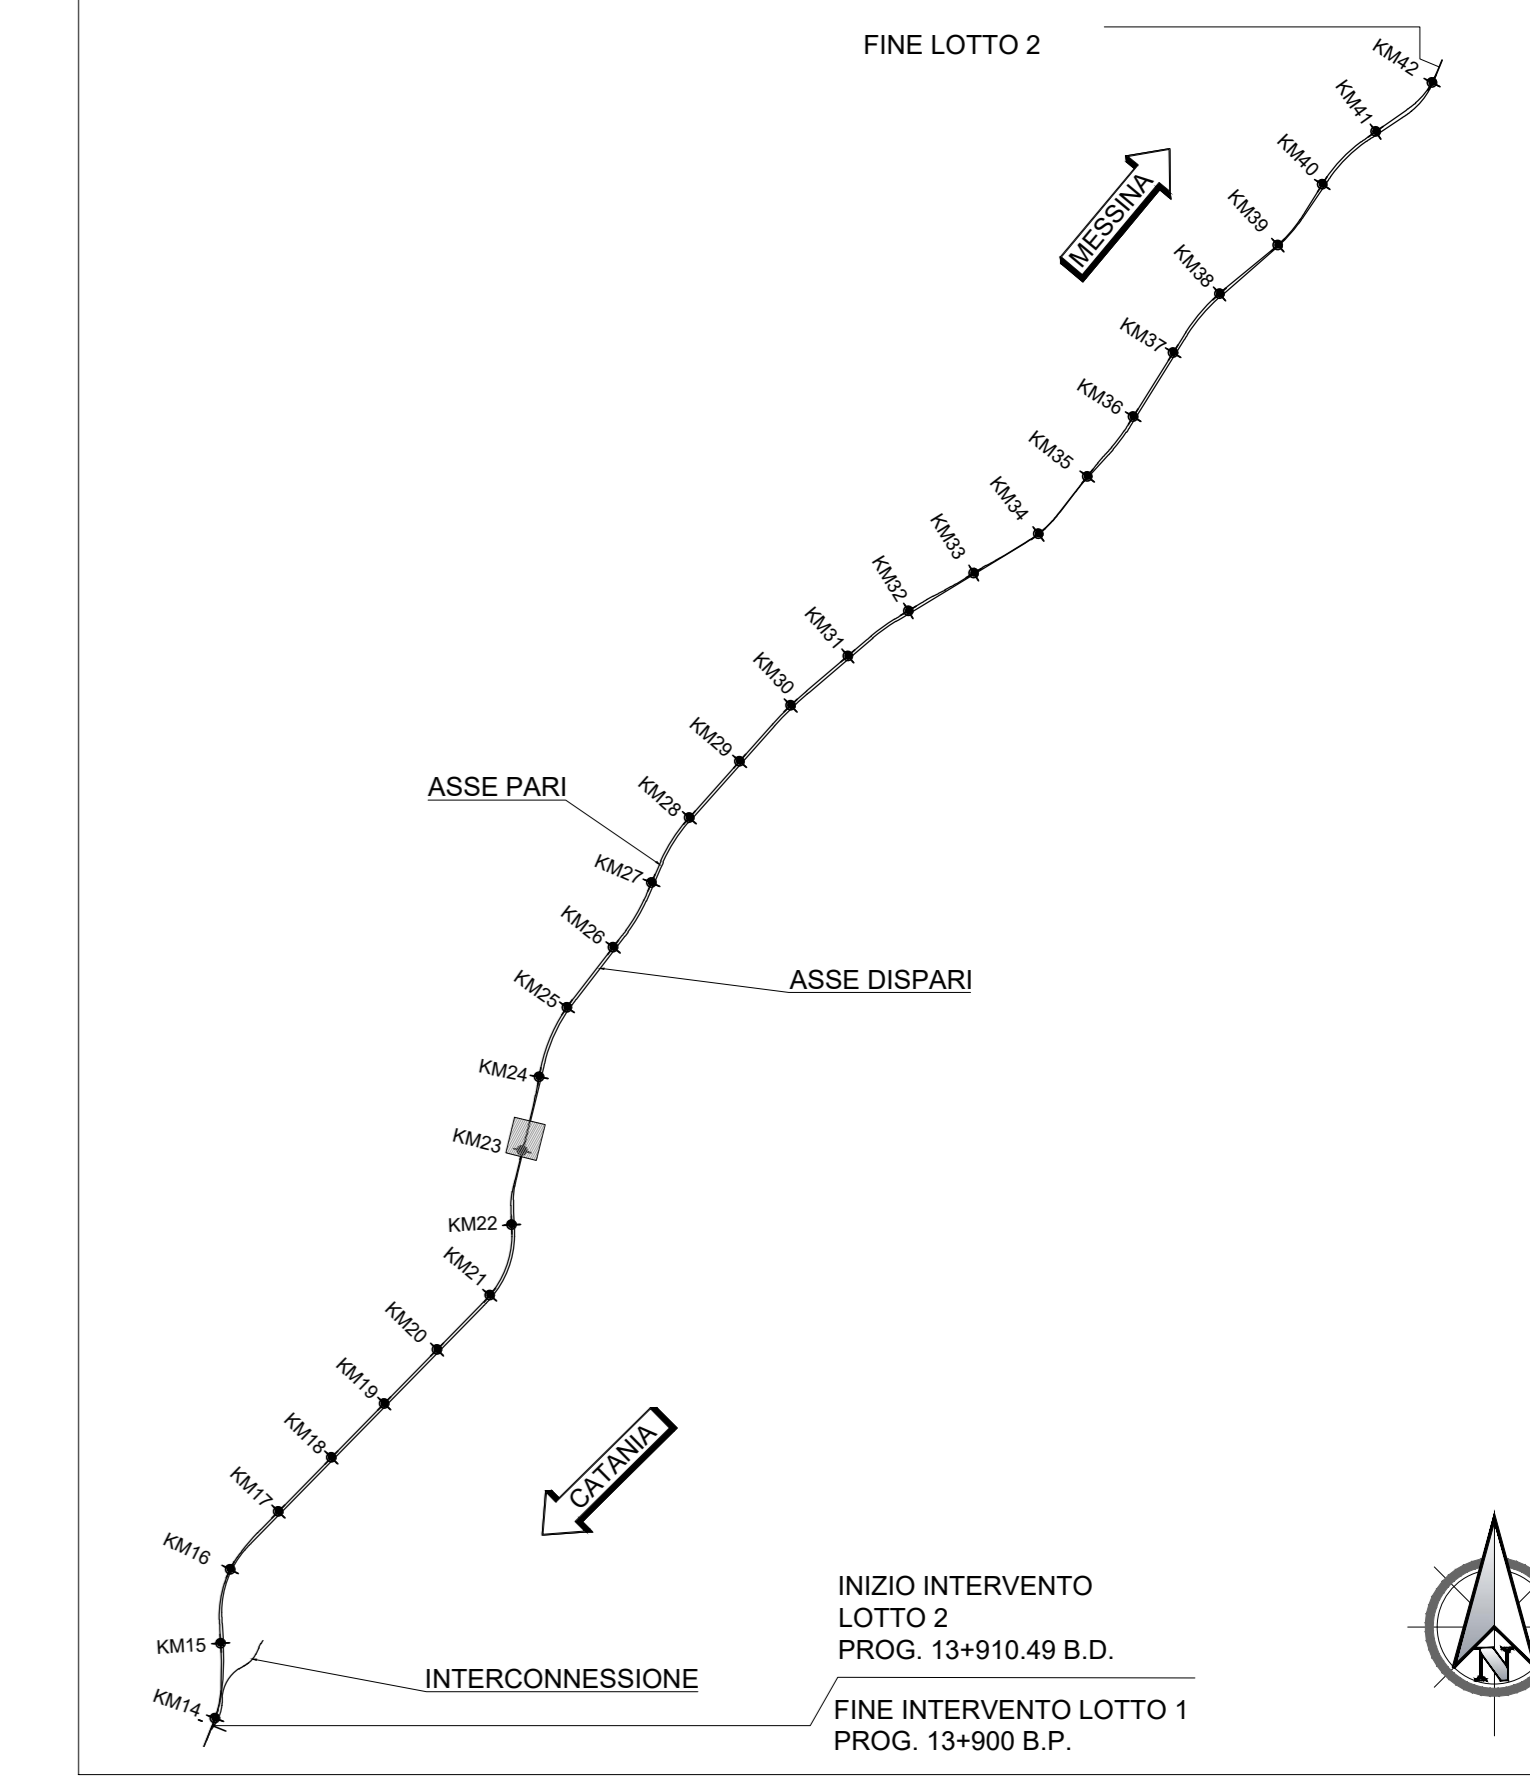 FINE LOTTO 2
KM42
KM41
KM40
MESSINA
KM39
KM38
KM37
KM36
KM35
KM34
KM33
KM32
KM31
KM30
KM29
ASSE PARI
KM28
KM27
KM26
ASSE DISPARI
KM25
KM24
KM23
KM22
KM21
KM20
KM19
KM18
CATANIA
KM17
KM16
INIZIO INTERVENTO
LOTTO 2
PROG. 13+910.49 B.D.
KM15
INTERCONNESSIONE
KM14
FINE INTERVENTO LOTTO 1
PROG. 13+900 B.P.
N